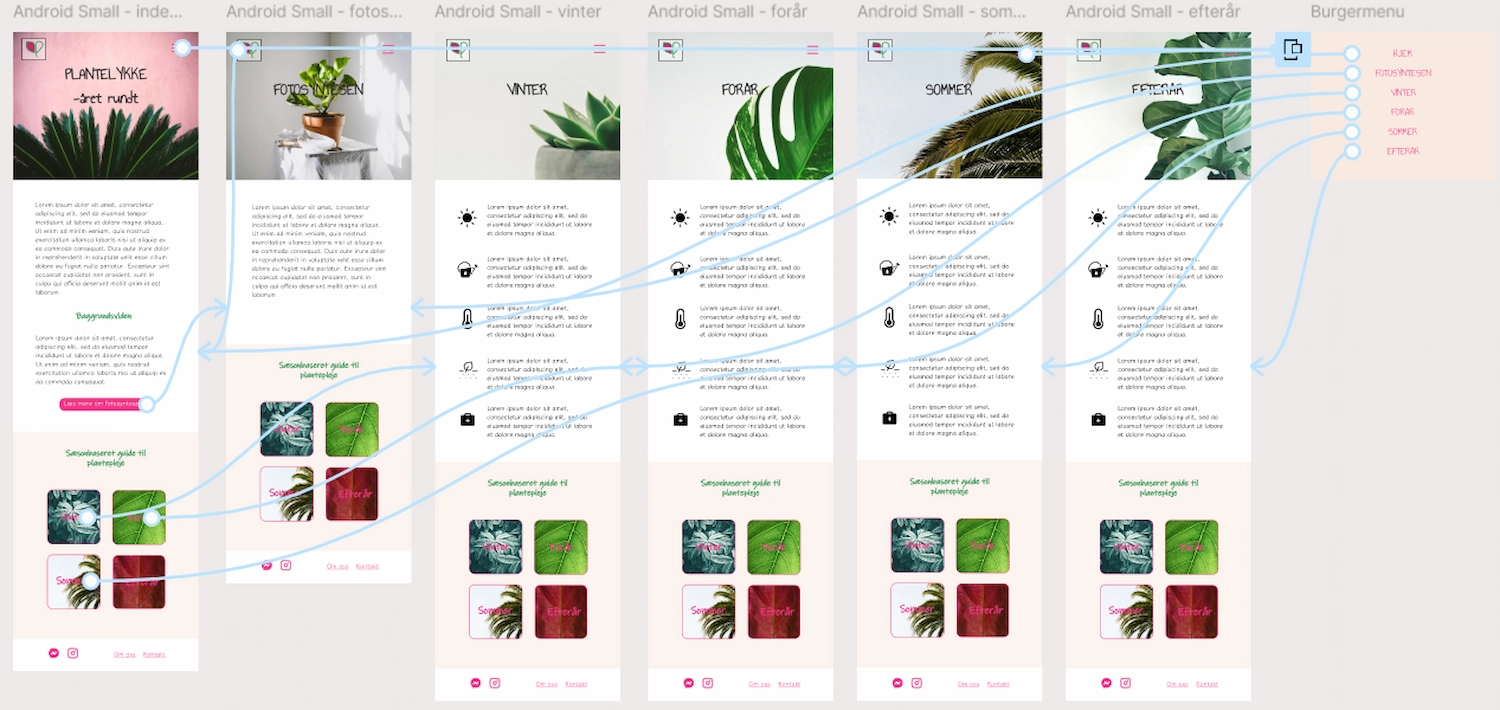 Android Small - inde...
PLANTELYKKE
-året rundt
Lorem ipsum dolor sit amet, consectetur
adipiscing elit, sed do eiusmod tempor
incididunt ut labore et dolore magna aliqua.
Ut enim ad minim veniam, quis nostrud
exercitation ullamco laboris nisi ut aliquip ex
ea commodo consequat. Duis aute irure dolor
in reprehenderit in voluptate velit esse cillum
dolore eu fugiat nulla pariatur. Excepteur sint
occaecat cupidatat non proident, sunt in
culpa qui officia deserunt mollit anim id est
laborum
Baggrundsviden
Lorem ipsum dolor sit amet, consectetur
adipiscing elit, sed do eiusmod tempor
incididunt ut labore et dolore magna aliqua.
Ut enim ad minim veniam, quis nostrud
exercitation ullamco laboris nisi ut aliquip ex
ea commodo consequat.
Læs mere om
Sæsonbaseret guide til
plantepleje
Efterår
Om oss Kontakt
Android Small - fotos...
FOTOSYNTESEN
Lorem ipsum dolor sit amet, consectetur
adipiscing elit, sed do eiusmod tempor
incididunt ut labore et dolore magna aliqua.
Ut enim ad minim veniam, quis nostrud
exercitation ullamco laboris nisi ut aliquip ex
ea commodo consequat. Duis aute irure dolor
in reprehenderit in voluptate velit esse cillum
dolore eu fugiat nulla pariatur. Excepteur sint
occaecat cupidatat non proident, sunt in
culpa qui officia deserunt mollit anim id est
laborum
Sæsonbaseret guide til
plantepleje
Efterår
Om oss Kontakt
Android Small - vinter
VINTER
Lorem ipsum dolor sit amet,
consectetur adipiscing elit, sed do
eiusmod tempor incididunt ut labore
et dolore magna aliqua.
Lorem ipsum dolor sit amet,
consectetur adipiscing elit, sed do
eiusmod tempor incididunt ut labore
et dolore magna aliqua.
Lorem ipsum dolor sit amet,
consectetur adipiscing elit, sed do
eiusmod tempor incididunt ut labore
et dolore magna aliqua.
Lorem ipsum dolor sit amet,
consectetur adipiscing elit, sed do
eiusmod tempor incididunt ut labore
et dolore magna aliqua.
Lorem ipsum dolor sit amet,
consectetur adipiscing elit, sed do
eiusmod tempor incididunt ut labore
et dolore magna aliqua.
Sæsonbaseret guide til
plantepleje
Vinter Forår
Sommer Efterår
Om oss Kontakt
Android Small - forår
FORÅR
Lorem ipsum dolor sit amet,
consectetur adipiscing elit, sed do
eiusmod tempor incididunt ut labore
et dolore magna aliqua.
Lorem ipsum dolor sit amet,
consectetur adipiscing elit, sed do
eiusmod tempor incididunt ut labore
et dolore magna aliqua.
Lorem ipsum dolor sit amet,
consectetur adipiscing elit, sed do
eiusmod tempor incididunt ut labore
et dolore magna aliqua.
Lorem ipsum dolor sit amet,
consectetur adipiscing elit, sed do
eiusmod tempor incididunt ut labore
et dolore magna aliqua.
Lorem ipsum dolor sit amet,
consectetur adipiscing elit, sed do
eiusmod tempor incididunt ut labore
et dolore magna aliqua.
Sæsonbaseret guide til
plantepleje
Vinter Forår
Sommer Efterår
Om oss Kontakt
Android Small - som...
SOMMER
Lorem ipsum dolor sit amet,
consectetur adipiscing elit, sed do
eiusmod tempor incididunt ut labore
et dolore magna aliqua.
Lorem ipsum dolor sit amet,
consectetur adipiscing elit, sed do
eiusmod tempor incididunt ut labore
et dolore magna aliqua.
Lorem ipsum dolor sit amet,
consectetur adipiscing elit, sed do
eiusmod tempor incididunt ut labore
et dolore magna aliqua.
Lorem ipsum dolor sit amet,
consectetur adipiscing elit, sed do
eiusmod tempor incididunt ut labore
et dolore magna aliqua.
Lorem ipsum dolor sit amet,
consectetur adipiscing elit, sed do
eiusmod tempor incididunt ut labore
et dolore magna aliqua.
Sæsonbaseret guide til
plantepleje
Vinter Forår
Sommer Efterår
Om oss Kontakt
Android Small - efterår
EFTERÅR
Lorem ipsum dolor sit amet,
consectetur adipiscing elit, sed do
eiusmod tempor incididunt ut labore
et dolore magna aliqua.
Lorem ipsum dolor sit amet,
consectetur adipiscing elit, sed do
eiusmod tempor incididunt ut labore
et dolore magna aliqua.
Lorem ipsum dolor sit amet,
consectetur adipiscing elit, sed do
eiusmod tempor incididunt ut labore
et dolore magna aliqua.
Lorem ipsum dolor sit amet,
consectetur adipiscing elit, sed do
eiusmod tempor incididunt ut labore
et dolore magna aliqua.
Lorem ipsum dolor sit amet,
consectetur adipiscing elit, sed do
eiusmod tempor incididunt ut labore
et dolore magna aliqua.
Sæsonbaseret guide til
plantepleje
Vinter Forår
Sommer Efterår
Om oss Kontakt
Burgermenu
HJEM
FOTOSYNTESEN
VINTER
FORÅR
SOMMER
EFTERÅR